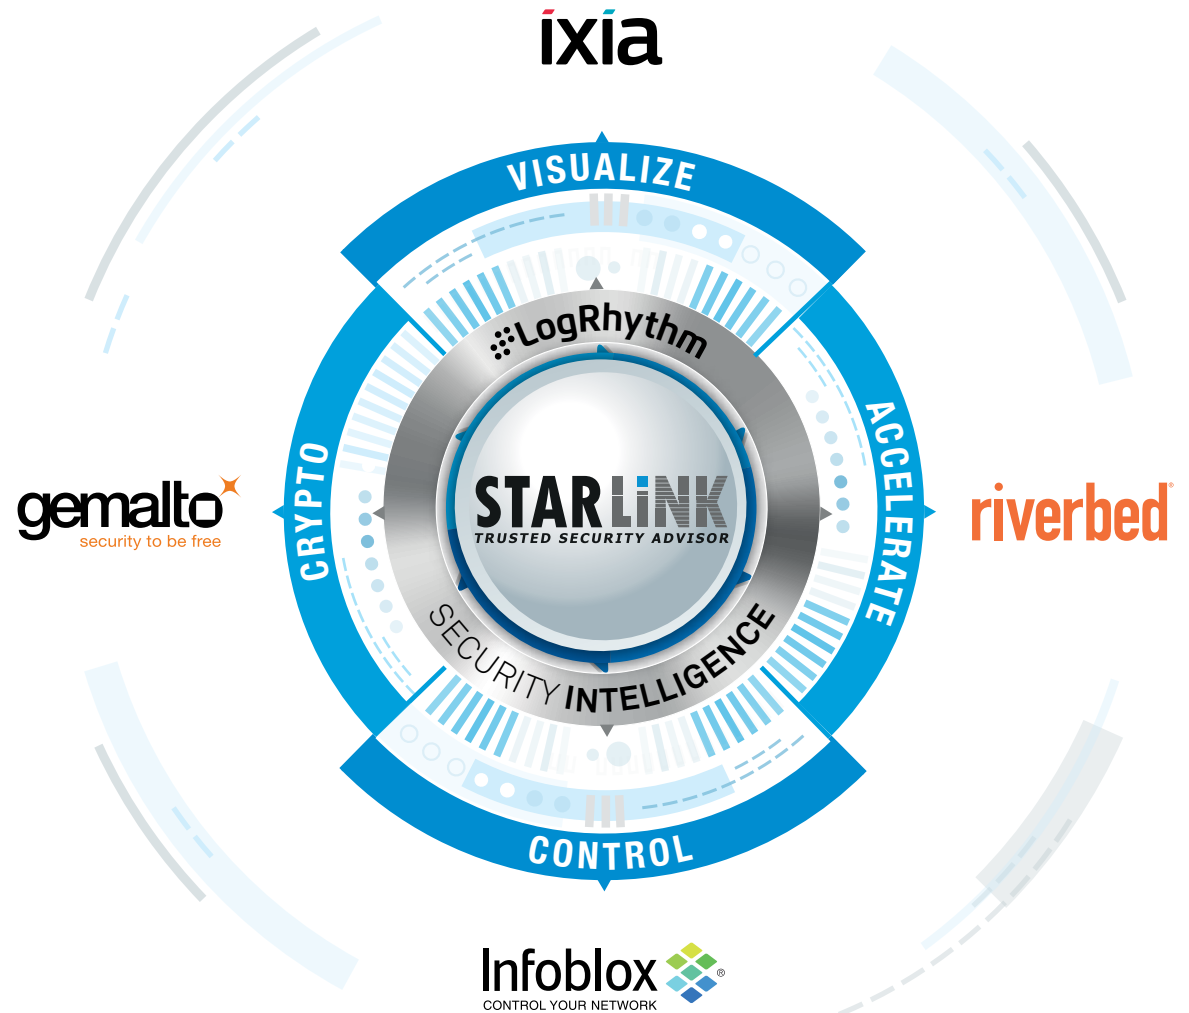 ixia
VISUALIZE
LogRhythm
CRYPTO
ACCELERATE
gemalto
security to be free
STARLiNK
TRUSTED SECURITY ADVISOR
riverbed®
SECURITY INTELLIGENCE
CONTROL
Infoblox ®
CONTROL YOUR NETWORK